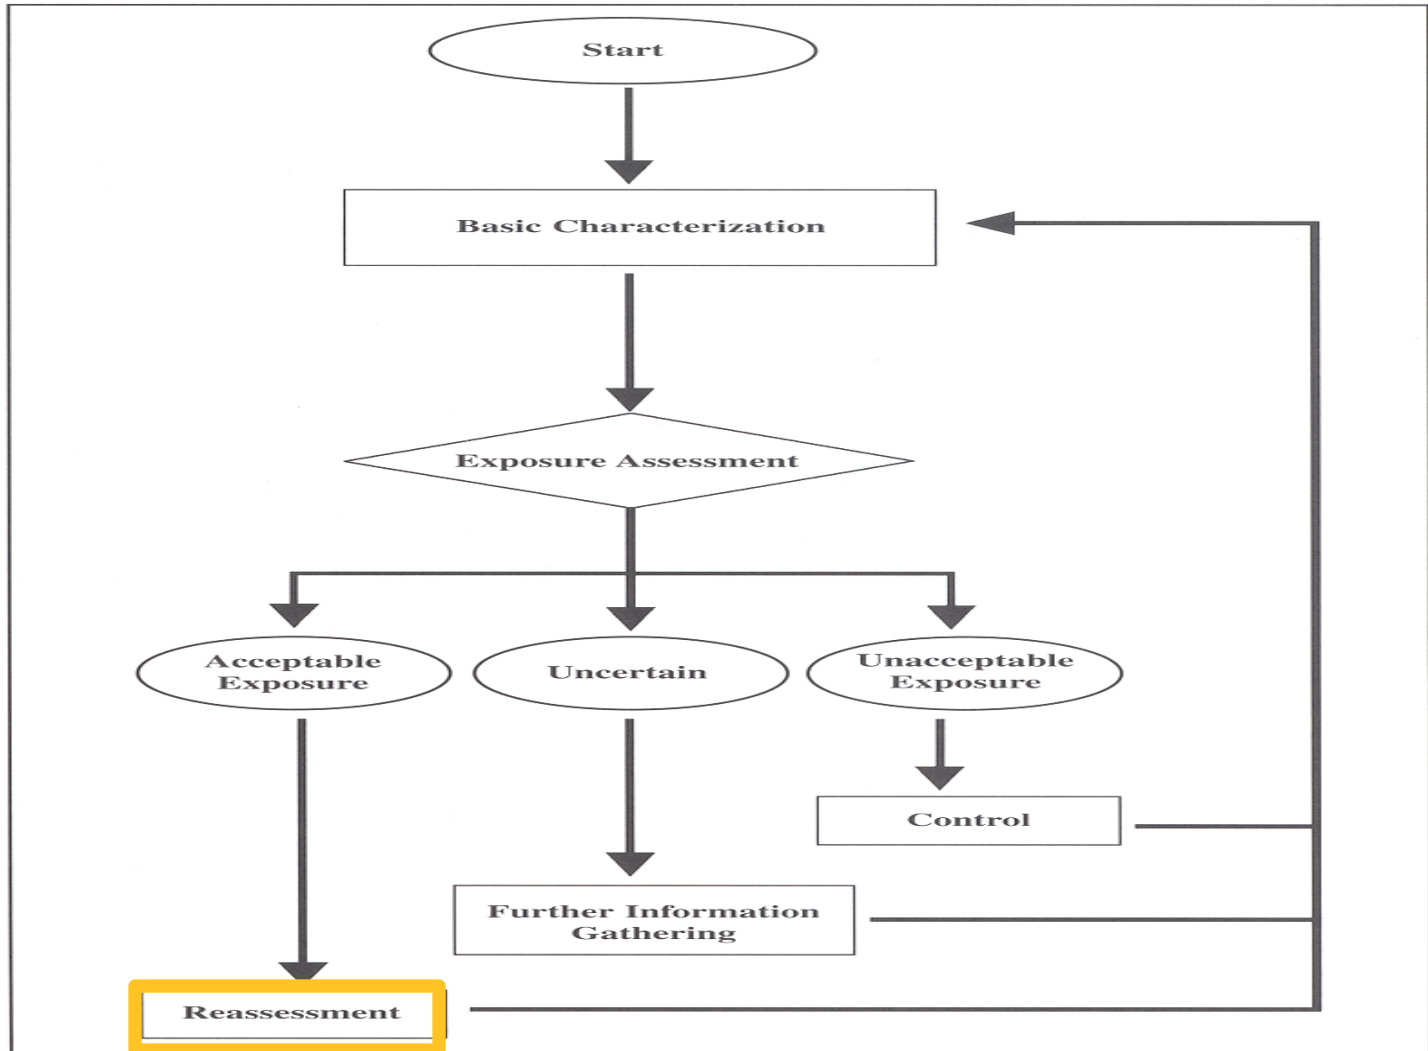 Start
Basic Characterization
Exposure Assessment
Acceptable
Exposure
Uncertain
Unacceptable
Exposure
Control
Further Information
Gathering
Reassessment